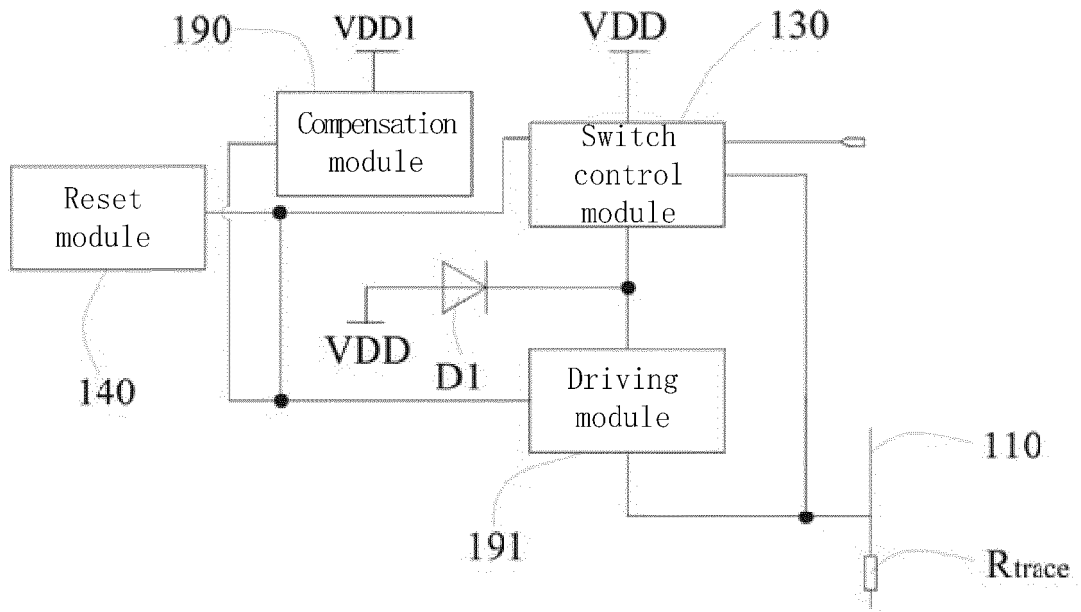 190
VDD1
VDD
130
Compensation
module
Switch
control
module
Reset
module
VDD
D1
140
Driving
module
110
191
Rtrace